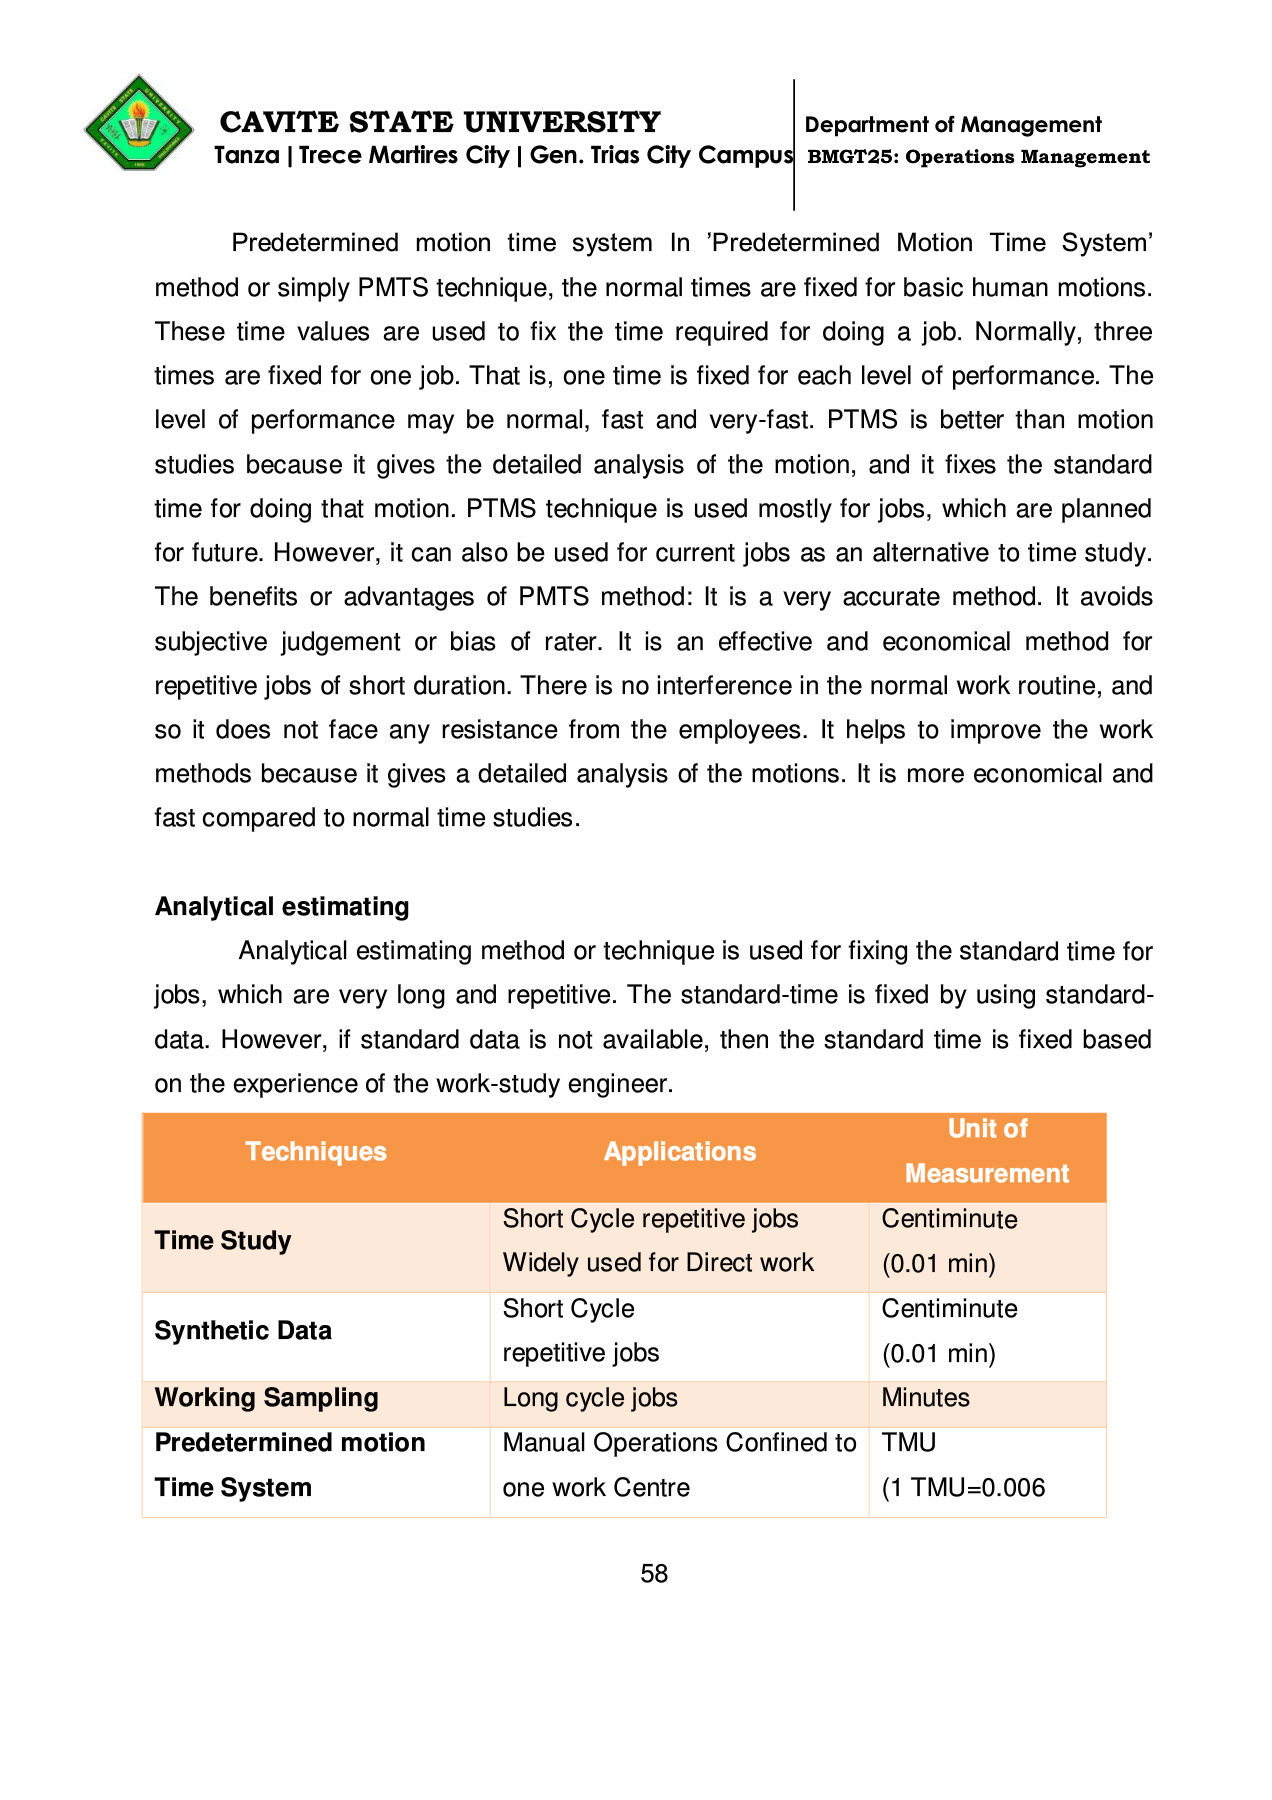 CAVITE STATE UNIVERSITY
Tanza | Trece Martires City | Gen. Trias City Campus
Department of Management
BMGT25: Operations Management
Predetermined motion time system In ’Predetermined Motion Time System’
method or simply PMTS technique, the normal times are fixed for basic human motions.
These time values are used to fix the time required for doing a job. Normally, three
times are fixed for one job. That is, one time is fixed for each level of performance. The
level of performance may be normal, fast and very-fast. PTMS is better than motion
studies because it gives the detailed analysis of the motion, and it fixes the standard
time for doing that motion. PTMS technique is used mostly for jobs, which are planned
for future. However, it can also be used for current jobs as an alternative to time study.
The benefits or advantages of PMTS method: It is a very accurate method. It avoids
subjective judgement or bias of rater. It is an effective and economical method for
repetitive jobs of short duration. There is no interference in the normal work routine, and
so it does not face any resistance from the employees. It helps to improve the work
methods because it gives a detailed analysis of the motions. It is more economical and
fast compared to normal time studies.
Analytical estimating
Analytical estimating method or technique is used for fixing the standard time for
jobs, which are very long and repetitive. The standard-time is fixed by using standard-
data. However, if standard data is not available, then the standard time is fixed based
on the experience of the work-study engineer.
Techniques
Applications
Unit of
Measurement
Time Study
Short Cycle repetitive jobs
Widely used for Direct work
Centiminute
(0.01 min)
Synthetic Data
Short Cycle
repetitive jobs
Centiminute
(0.01 min)
Working Sampling
Long cycle jobs
Minutes
Predetermined motion
Time System
Manual Operations Confined to
one work Centre
TMU
(1 TMU=0.006
58